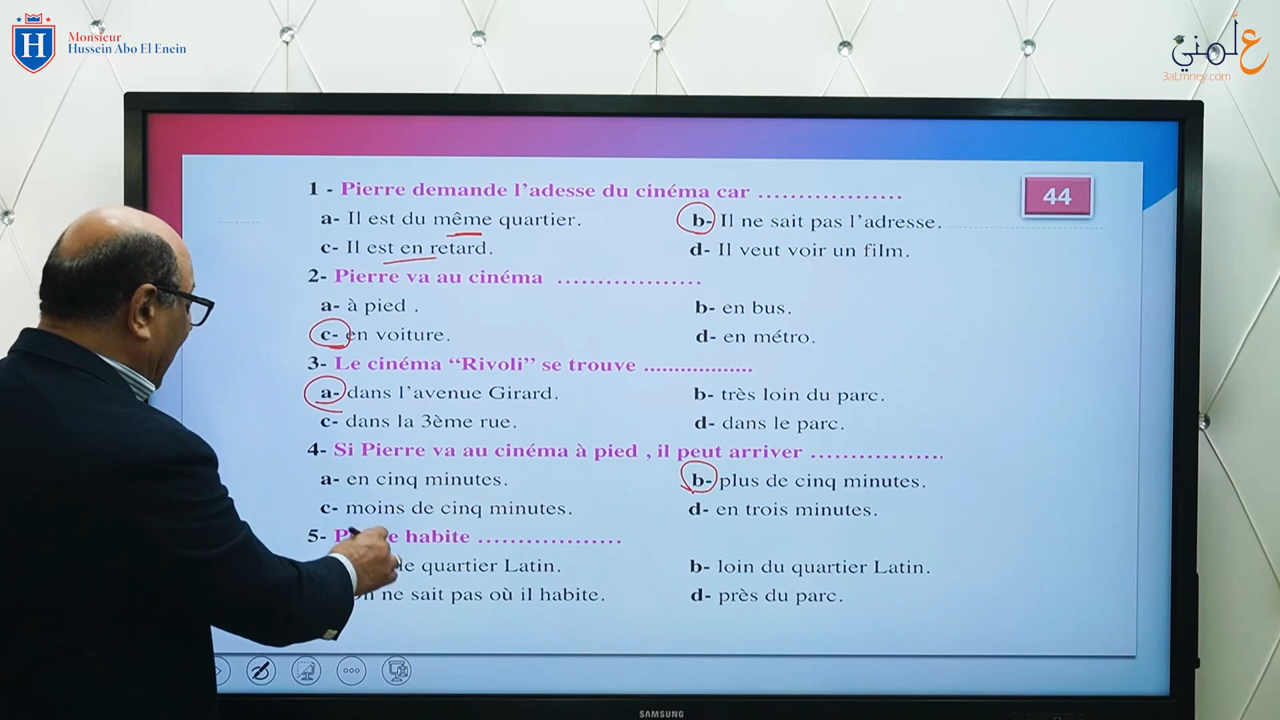 Monsieur
Hussein Abo El Enein
H
علمني
3aLmney.com
44
1 - Pierre demande l'adesse du cinéma car ..................
a- Il est du même quartier.
b- Il ne sait pas l'adresse.
c- Il est en retard.
d- Il veut voir un film.
2- Pierre va au cinéma ..................
a- à pied .
b- en bus.
c- en voiture.
d- en métro.
3- Le cinéma “Rivoli” se trouve ...................
a- dans l'avenue Girard.
b- très loin du parc.
c- dans la 3ème rue.
d- dans le parc.
4- Si Pierre va au cinéma à pied , il peut arriver .................
a- en cinq minutes.
b- plus de cinq minutes.
c- moins de cinq minutes.
d- en trois minutes.
5- habite ..................
le quartier Latin.
b- loin du quartier Latin.
ne sait pas où il habite.
d- près du parc.
SAMSUNG